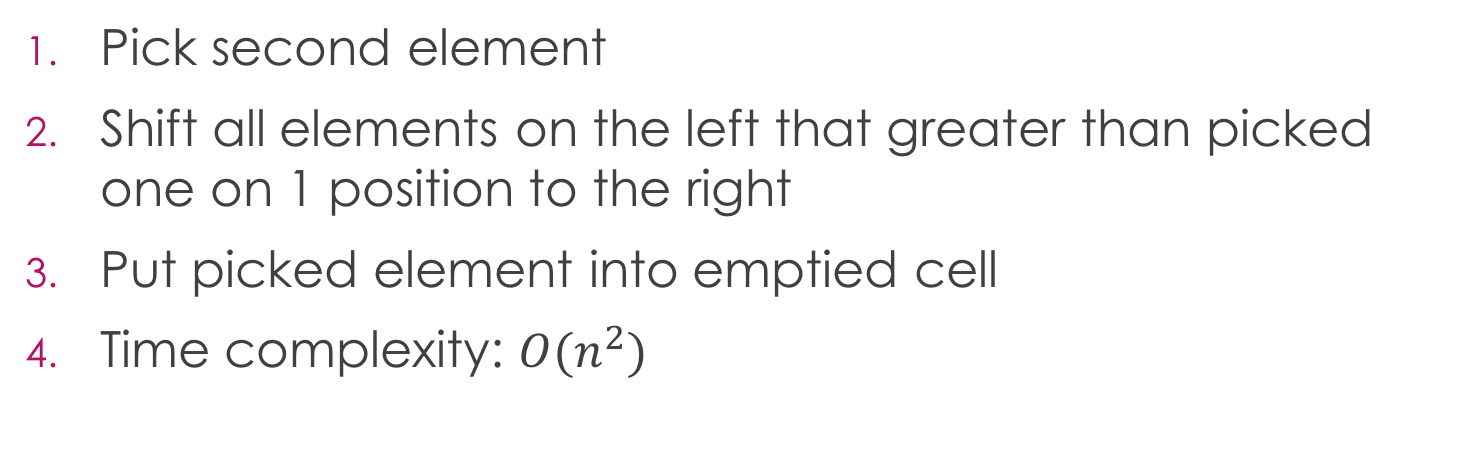 1. Pick second element
2. Shift all elements on the left that greater than picked
one on 1 position to the right
3. Put picked element into emptied cell
4. Time complexity: O(n²)